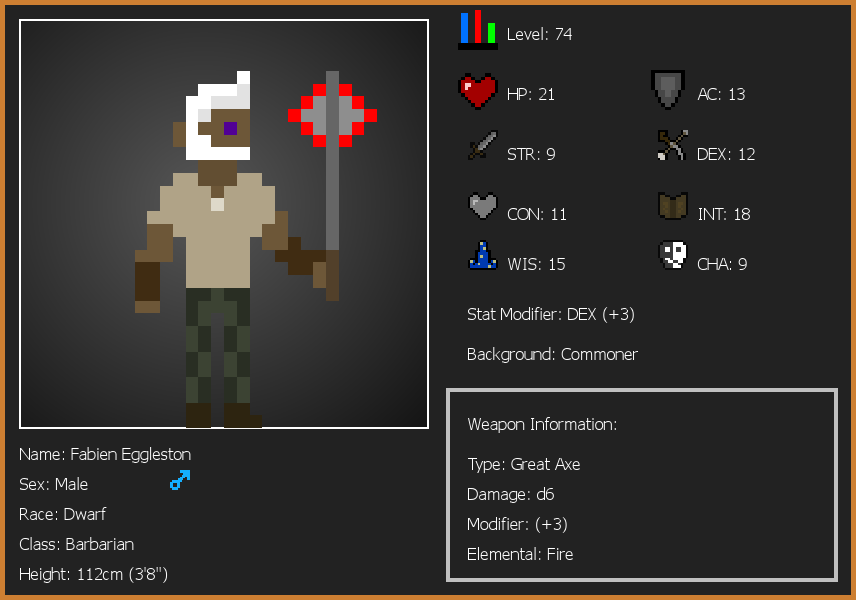 Level: 74
HP: 21
AC: 13
STR: 9
DEX: 12
CON: 11
INT: 18
WIS: 15
CHA: 9
Stat Modifier: DEX (+3)
Background: Commoner
Weapon Information:
Type: Great Axe
Damage: d6
Modifier: (+3)
Elemental: Fire
Name: Fabien Eggleston
Sex: Male
Race: Dwarf
Class: Barbarian
Height: 112cm (3'8")